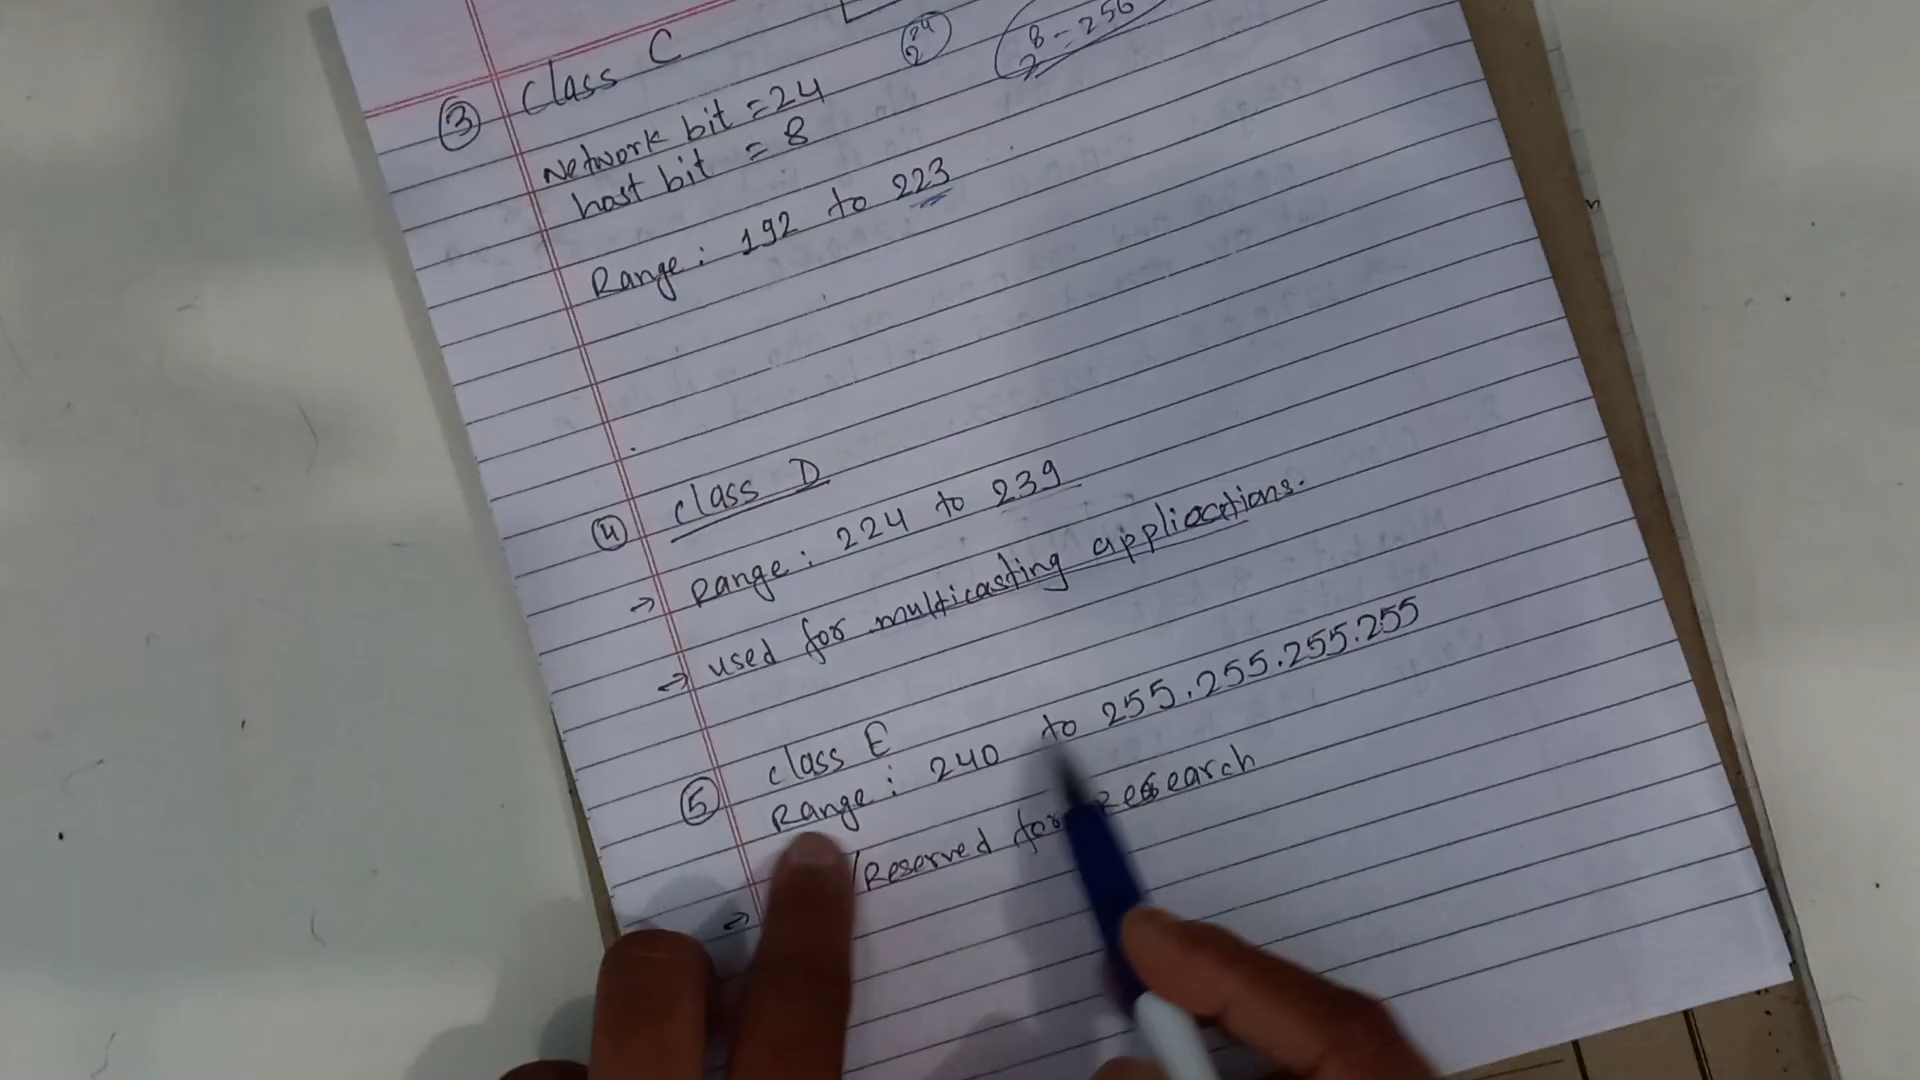 ③ class C
2^24
2^8 = 256
Network bit = 24
host bit = 8
Range : 192 to 223
④ class D
→ Range : 224 to 239
→ used for multicasting applications.
⑤ class E
Range : 240 to 255.255.255.255
→ /Reserved for Research